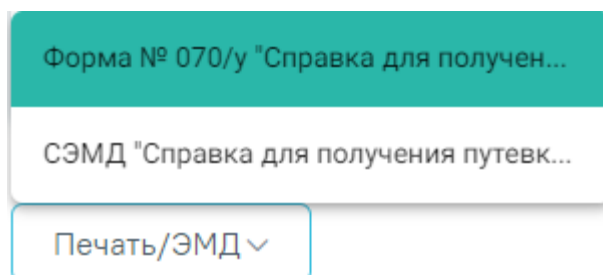 Форма № 070/у "Справка для получен...
СЭМД "Справка для получения путевк...
Печать/ЭМД